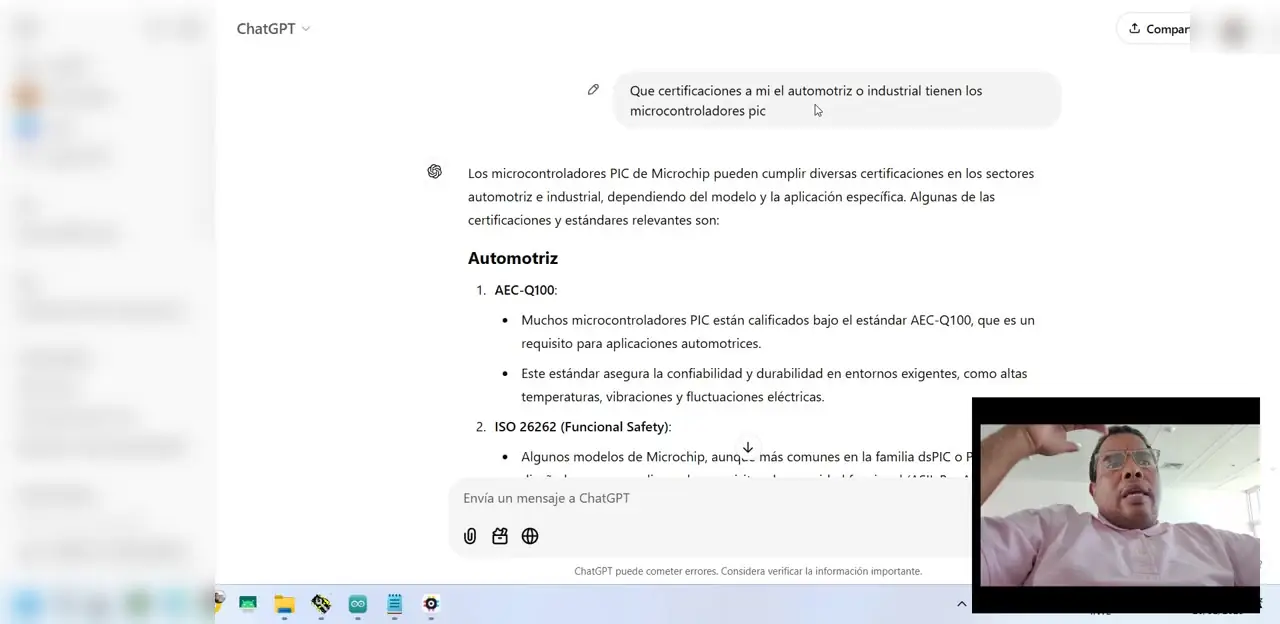 ChatGPT
Compar
Que certificaciones a mi el automotriz o industrial tienen los
microcontroladores pic
Los microcontroladores PIC de Microchip pueden cumplir diversas certificaciones en los sectores
automotriz e industrial, dependiendo del modelo y la aplicación específica. Algunas de las
certificaciones y estándares relevantes son:
Automotriz
1. AEC-Q100:
Muchos microcontroladores PIC están calificados bajo el estándar AEC-Q100, que es un
requisito para aplicaciones automotrices.
Este estándar asegura la confiabilidad y durabilidad en entornos exigentes, como altas
temperaturas, vibraciones y fluctuaciones eléctricas.
2. ISO 26262 (Funcional Safety):
Algunos modelos de Microchip, aunque más comunes en la familia dsPIC o P
Envía un mensaje a ChatGPT
ChatGPT puede cometer errores. Considera verificar la información importante.